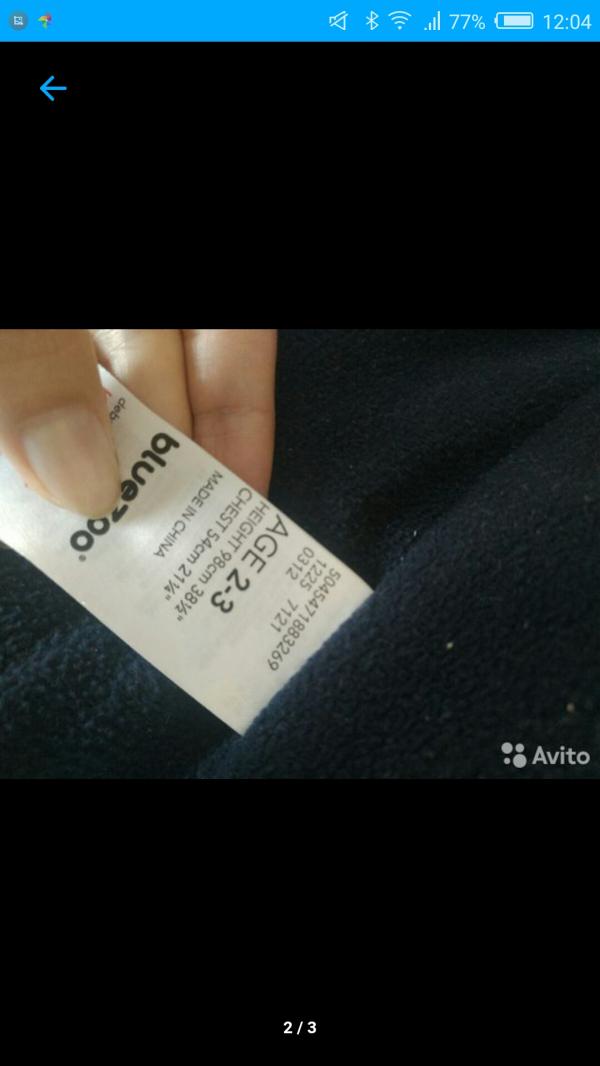 77% 12:04
deb
bluezoo®
MADE IN CHINA
CHEST 54cm 21¼"
HEIGHT 98cm 38½"
AGE 2-3
0312
1225 7121
5045471883269
Avito
2 / 3